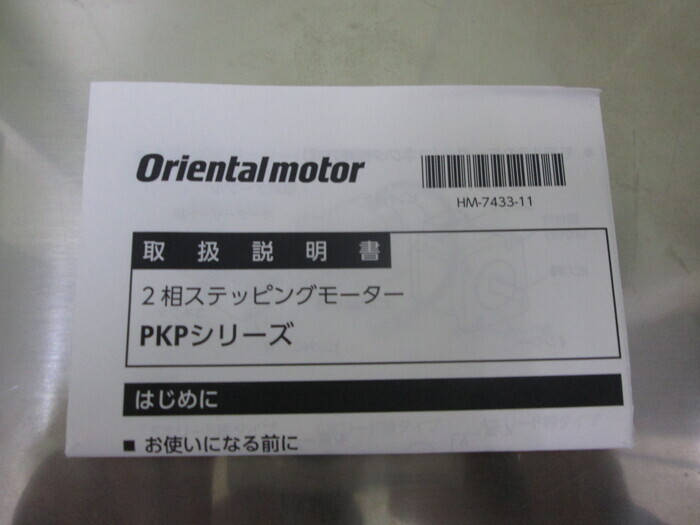 Orientalmotor
HM-7433-11
取扱説明書
2相ステッピングモーター
PKPシリーズ
はじめに
■ お使いになる前に